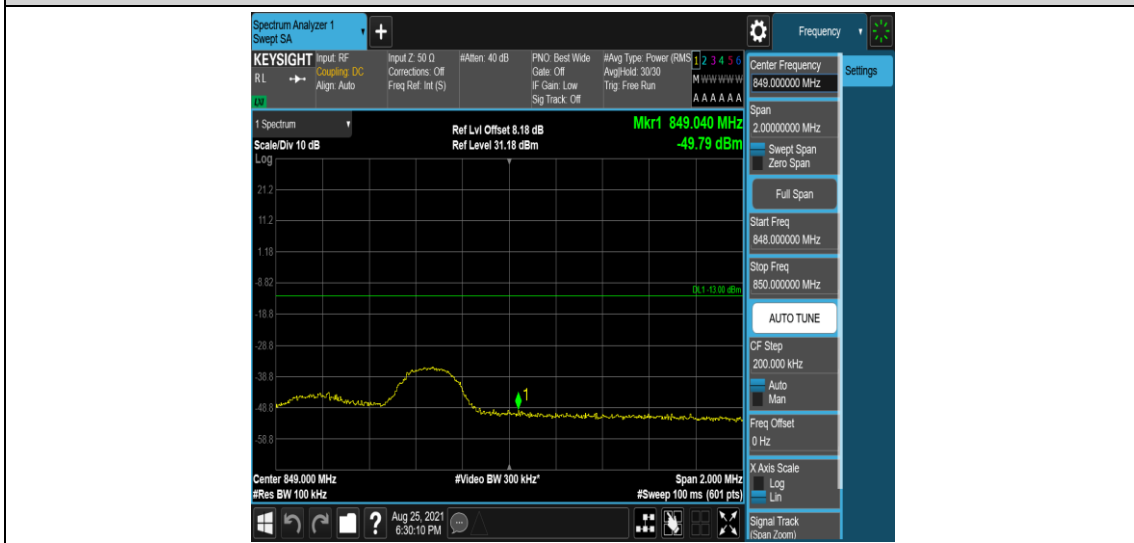 Spectrum Analyzer 1
Swept SA
+
Frequency
KEYSIGHT
RL
LXI
Input: RF
Coupling: DC
Align: Auto
Input Z: 50 Ω
Corrections: Off
Freq Ref: Int (S)
#Atten: 40 dB
PNO: Best Wide
Gate: Off
IF Gain: Low
Sig Track: Off
#Avg Type: Power (RMS
Avg|Hold: 30/30
Trig: Free Run
1 2 3 4 5 6
M W W W W W
A A A A A A
1 Spectrum
Scale/Div 10 dB
Ref Lvl Offset 8.18 dB
Ref Level 31.18 dBm
Mkr1 849.040 MHz
-49.79 dBm
Log
21.2
11.2
1.18
-8.82
DL1 -13.00 dBm
-18.8
-28.8
-38.8
1
-48.8
-58.8
Center 849.000 MHz
#Video BW 300 kHz*
Span 2.000 MHz
#Res BW 100 kHz
#Sweep 100 ms (601 pts)
?
Aug 25, 2021
6:30:10 PM
Center Frequency
849.000000 MHz
Settings
Span
2.00000000 MHz
Swept Span
Zero Span
Full Span
Start Freq
848.000000 MHz
Stop Freq
850.000000 MHz
AUTO TUNE
CF Step
200.000 kHz
Auto
Man
Freq Offset
0 Hz
X Axis Scale
Log
Lin
Signal Track
(Span Zoom)